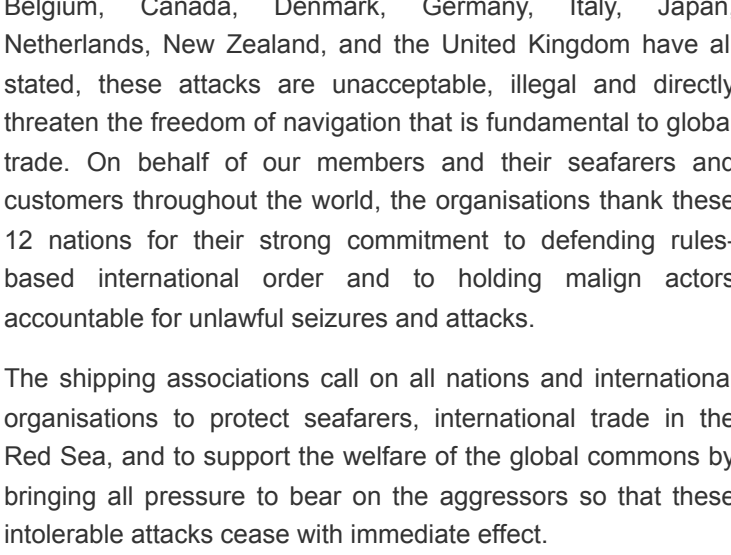 Belgium, Canada, Denmark, Germany, Italy, Japan,
Netherlands, New Zealand, and the United Kingdom have al
stated, these attacks are unacceptable, illegal and directly
threaten the freedom of navigation that is fundamental to globa
trade. On behalf of our members and their seafarers and
customers throughout the world, the organisations thank these
12 nations for their strong commitment to defending rules-
based international order and to holding malign actors
accountable for unlawful seizures and attacks.
The shipping associations call on all nations and internationa
organisations to protect seafarers, international trade in the
Red Sea, and to support the welfare of the global commons by
bringing all pressure to bear on the aggressors so that these
intolerable attacks cease with immediate effect.